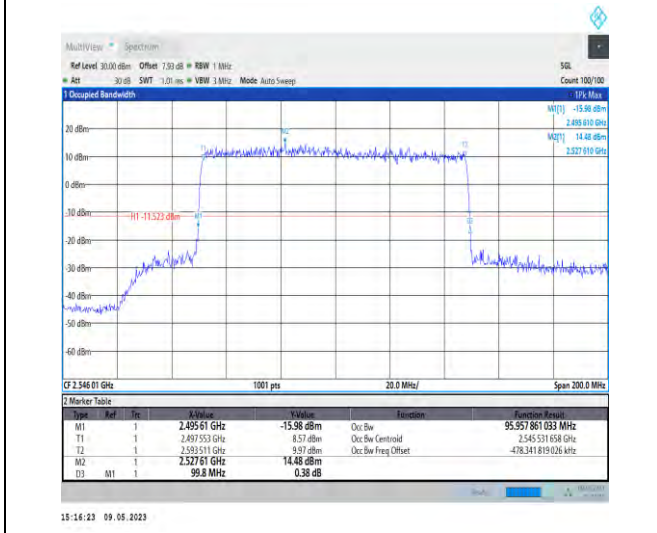 MultiView Spectrum
Ref Level 30.00 dBm Offset 7.93 dB RBW 1 MHz SGL
Att 30 dB SWT 1.01 ms VBW 3 MHz Mode Auto Sweep Count 100/100
1 Occupied Bandwidth 1Pk Max
M1[1] -15.98 dBm
2.495 610 GHz
20 dBm M2 M2[1] 14.48 dBm
2.527 610 GHz
T1 T2
10 dBm
0 dBm
-10 dBm H1 -11.523 dBm M1 D3
-20 dBm
-30 dBm
-40 dBm
-50 dBm
-60 dBm
CF 2.546 01 GHz 1001 pts 20.0 MHz/ Span 200.0 MHz
2 Marker Table
Type Ref Trc X-Value Y-Value Function Function Result
M1 1 2.495 61 GHz -15.98 dBm Occ Bw 95.957 861 033 MHz
T1 1 2.497 553 GHz 8.57 dBm Occ Bw Centroid 2.545 531 658 GHz
T2 1 2.593 511 GHz 9.97 dBm Occ Bw Freq Offset -478.341 819 026 kHz
M2 1 2.527 61 GHz 14.48 dBm
D3 M1 1 99.8 MHz 0.38 dB
15:16:23 09.05.2023